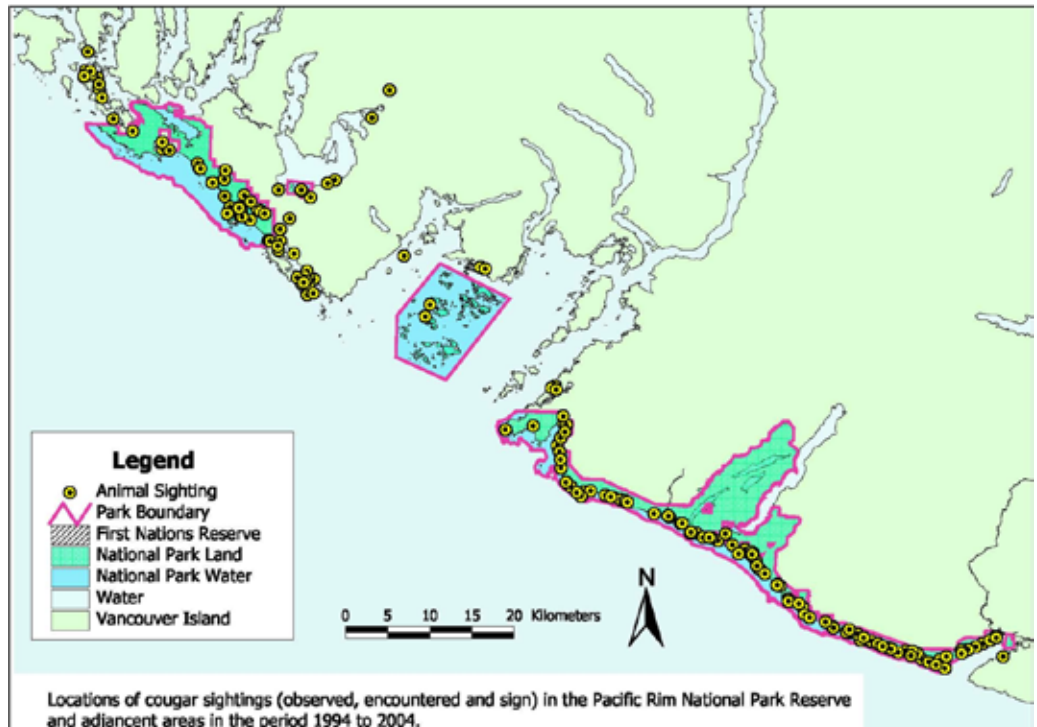 Legend
Animal Sighting
Park Boundary
First Nations Reserve
National Park Land
National Park Water
Water
Vancouver Island
0 5 10 15 20 Kilometers
N
Locations of cougar sightings (observed, encountered and sign) in the Pacific Rim National Park Reserve
and adjancent areas in the period 1994 to 2004.